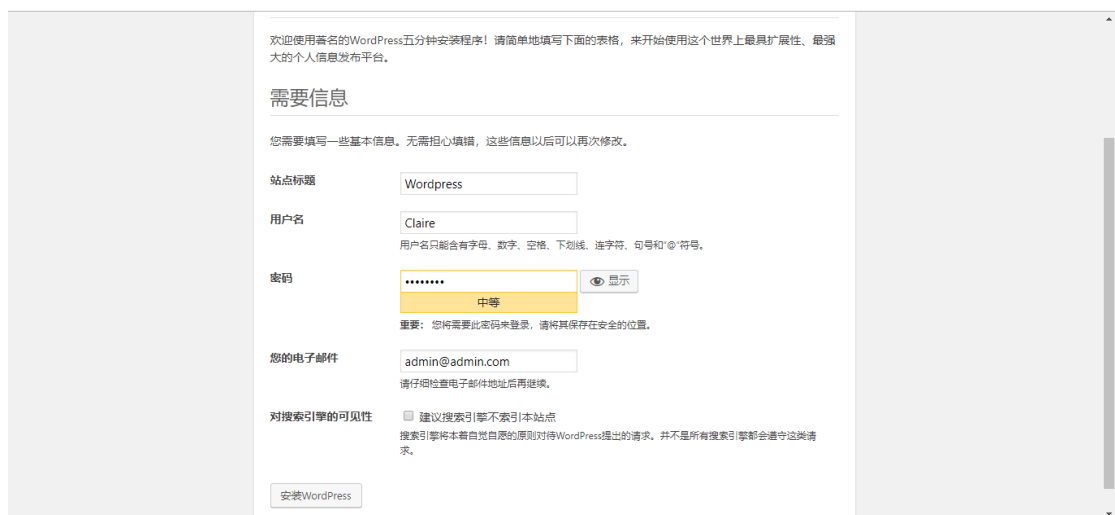 欢迎使用著名的WordPress五分钟安装程序！请简单地填写下面的表格，来开始使用这个世界上最具扩展性、最强
大的个人信息发布平台。
需要信息
您需要填写一些基本信息。无需担心填错，这些信息以后可以再次修改。
站点标题
Wordpress
用户名
Claire
用户名只能含有字母、数字、空格、下划线、连字符、句号和“@”符号。
密码
••••••••
显示
中等
重要： 您将需要此密码来登录，请将其保存在安全的位置。
您的电子邮件
admin@admin.com
请仔细检查电子邮件地址后再继续。
对搜索引擎的可见性
建议搜索引擎不索引本站点
搜索引擎将本着自觉自愿的原则对待WordPress提出的请求。并不是所有搜索引擎都会遵守这类请
求。
安装WordPress